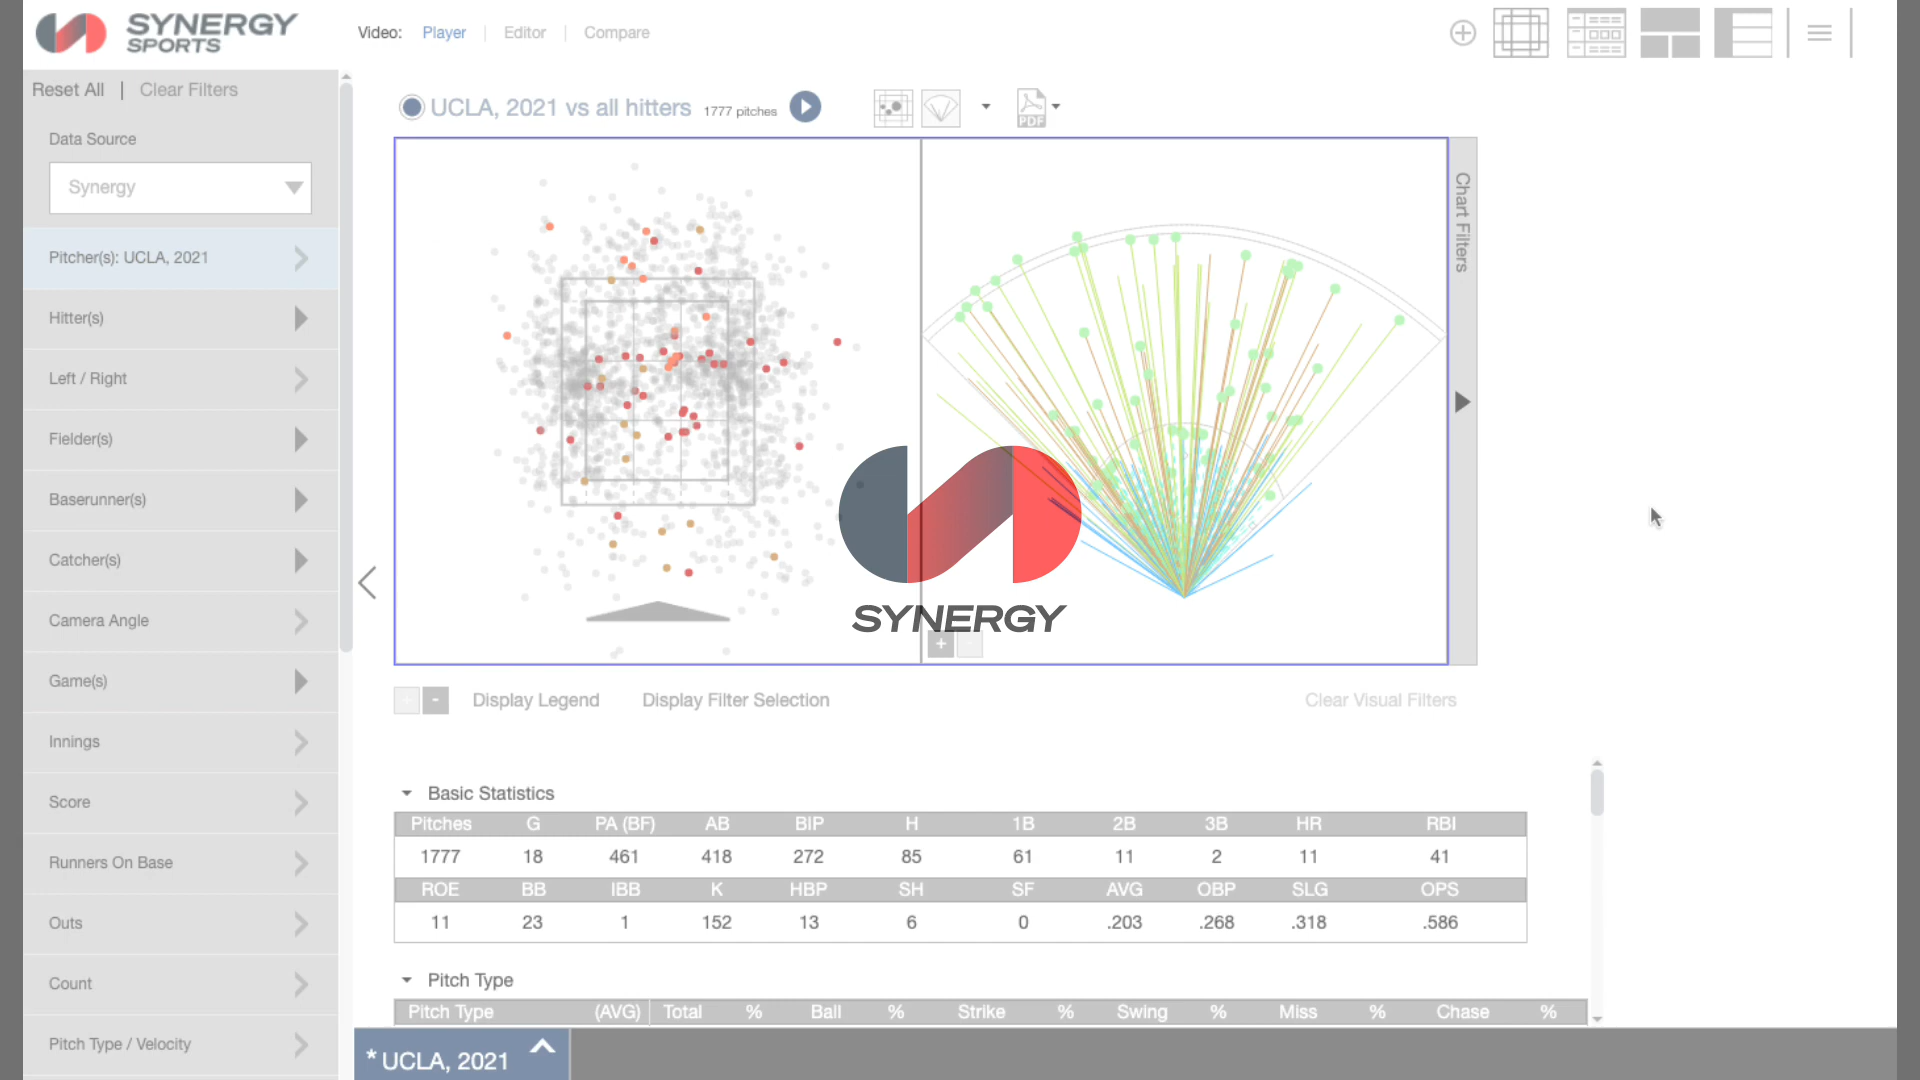 SYNERGY
SPORTS
Video: Player | Editor | Compare
Reset All | Clear Filters
Data Source
Synergy
Pitcher(s): UCLA, 2021
Hitter(s)
Left / Right
Fielder(s)
Baserunner(s)
Catcher(s)
Camera Angle
Game(s)
Innings
Score
Runners On Base
Outs
Count
Pitch Type / Velocity
UCLA, 2021 vs all hitters 1777 pitches
PDF
Chart Filters
SYNERGY
+
-
Display Legend Display Filter Selection Clear Visual Filters
Basic Statistics
Pitches G PA (BF) AB BIP H 1B 2B 3B HR RBI
1777 18 461 418 272 85 61 11 2 11 41
ROE BB IBB K HBP SH SF AVG OBP SLG OPS
11 23 1 152 13 6 0 .203 .268 .318 .586
Pitch Type
Pitch Type (AVG) Total % Ball % Strike % Swing % Miss % Chase %
* UCLA, 2021